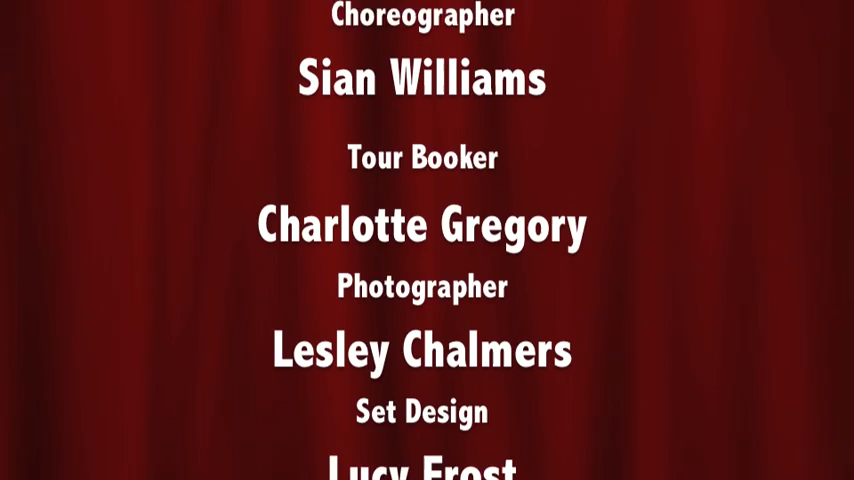 Choreographer
Sian Williams
Tour Booker
Charlotte Gregory
Photographer
Lesley Chalmers
Set Design
Lucy Frost